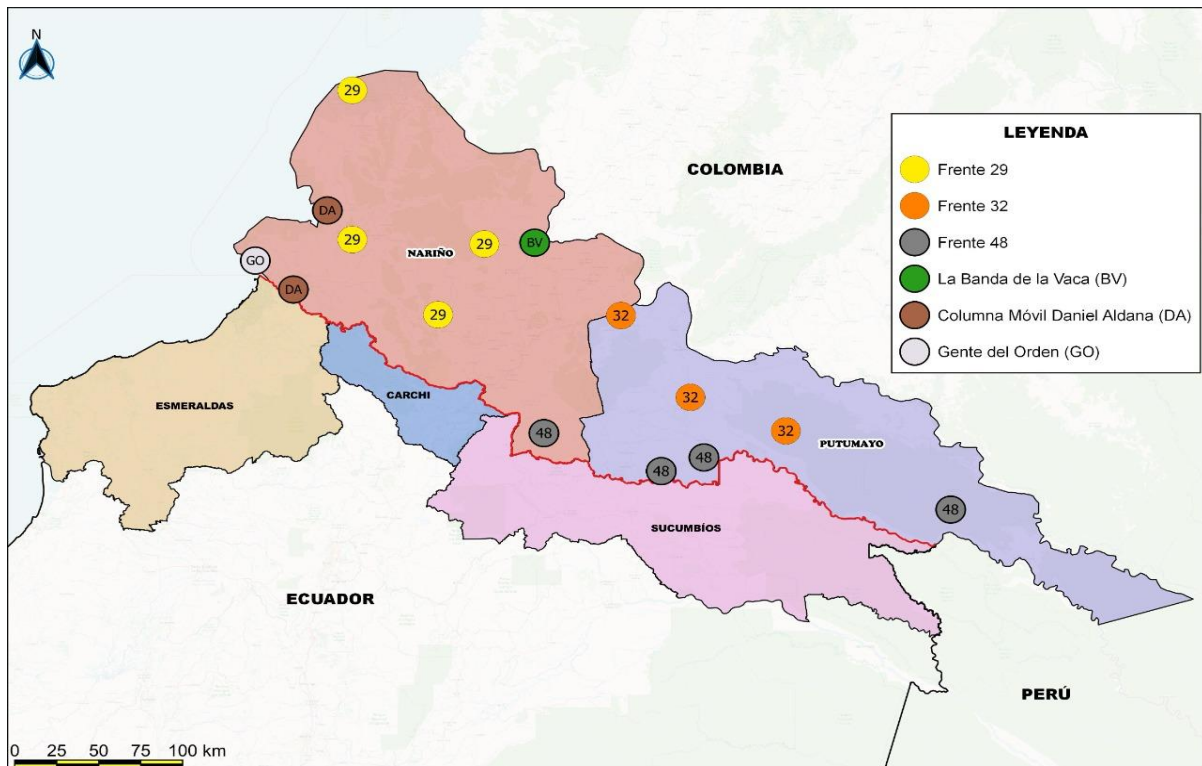 N
29
LEYENDA
COLOMBIA
Frente 29
DA
Frente 32
29
29
BV
NARIÑO
Frente 48
GO
La Banda de la Vaca (BV)
DA
Columna Móvil Daniel Aldana (DA)
29
32
Gente del Orden (GO)
CARCHI
32
ESMERALDAS
48
32
PUTUMAYO
48
48
48
SUCUMBÍOS
ECUADOR
PERÚ
0 25 50 75 100 km